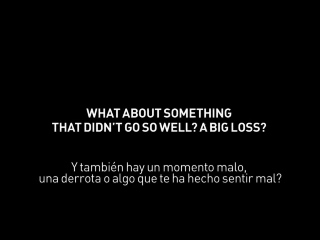 WHAT ABOUT SOMETHING
THAT DIDN'T GO SO WELL? A BIG LOSS?
Y también hay un momento malo,
una derrota o algo que te ha hecho sentir mal?